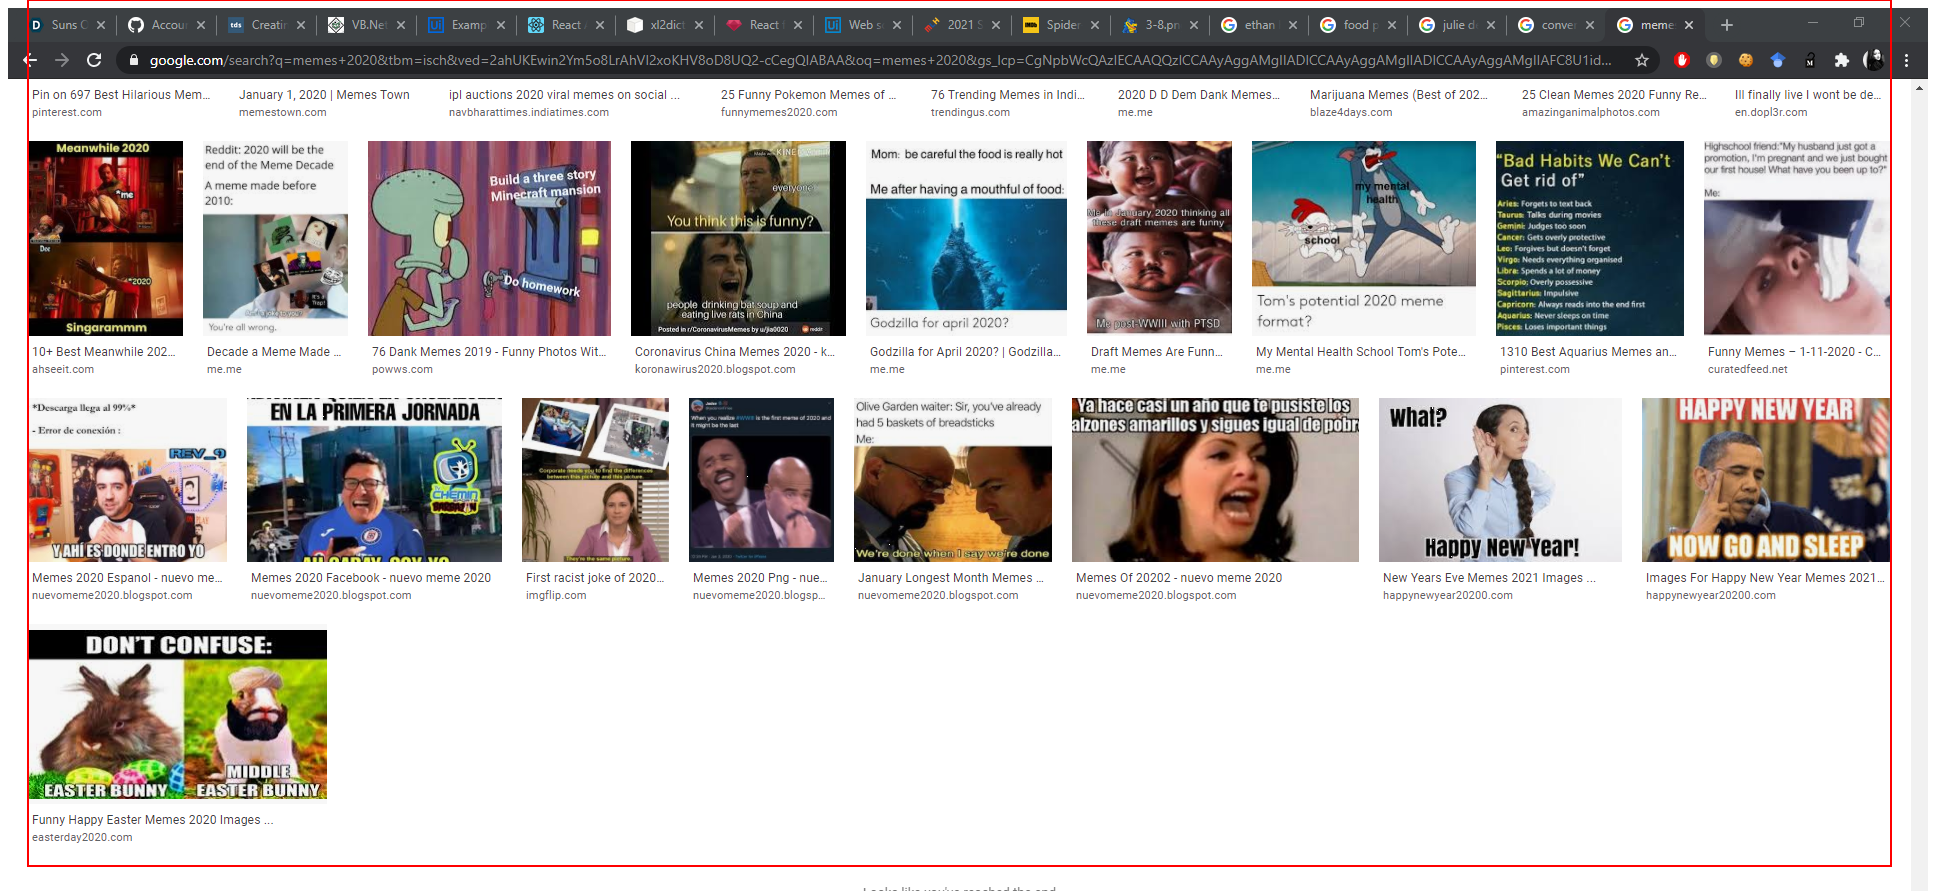 Suns C
Accoun
Creatin
VB.Net
Examp
React A
xl2dict
React
Web s
2021 S
Spider
3-8.pn
ethan
food p
julie d
conver
meme
google.com/search?q=memes+2020&tbm=isch&ved=2ahUKEwin2Ym5o8LrAhVI2xoKHV8oD8UQ2-cCegQIABAA&oq=memes+2020&gs_lcp=CgNpbWcQAzIECAAQQzICCAAyAggAMgIIADICCAAyAggAMgIIADICCAAyAggAMgIIAFC8U1id...
Pin on 697 Best Hilarious Mem...
pinterest.com
January 1, 2020 | Memes Town
memestown.com
ipl auctions 2020 viral memes on social ...
navbharattimes.indiatimes.com
25 Funny Pokemon Memes of ...
funnymemes2020.com
76 Trending Memes in Indi...
trendingus.com
2020 D D Dem Dank Memes...
me.me
Marijuana Memes (Best of 202...
blaze4days.com
25 Clean Memes 2020 Funny Re...
amazinganimalphotos.com
Ill finally live I wont be de...
en.dopl3r.com
Meanwhile 2020
*me
Dec
*2020
Singarammm
10+ Best Meanwhile 202...
ahseeit.com
Reddit: 2020 will be the
end of the Meme Decade
A meme made before
2010:
You're all wrong.
Decade a Meme Made ...
me.me
Build a three story
Minecraft mansion
Do homework
76 Dank Memes 2019 - Funny Photos Wit...
powws.com
everyone:
You think this is funny?
people drinking bat soup and
eating live rats in China
Posted in r/CoronavirusMemes by u/jia0020
reddit
Coronavirus China Memes 2020 - k...
koronawirus2020.blogspot.com
Mom: be careful the food is really hot
Me after having a mouthful of food:
Godzilla for april 2020?
Godzilla for April 2020? | Godzilla...
me.me
Me in January 2020 thinking all
these draft memes are funny
Me post-WWIII with PTSD
Draft Memes Are Funn...
me.me
my mental
health
school
Tom's potential 2020 meme
format?
My Mental Health School Tom's Pote...
me.me
"Bad Habits We Can't
Get rid of"
Aries: Forgets to text back
Taurus: Talks during movies
Gemini: Judges too soon
Cancer: Gets overly protective
Leo: Forgives but doesn't forget
Virgo: Needs everything organised
Libra: Spends a lot of money
Scorpio: Overly possessive
Sagittarius: Impulsive
Capricorn: Always reads into the end first
Aquarius: Never sleeps on time
Pisces: Loses important things
1310 Best Aquarius Memes an...
pinterest.com
Highschool friend:"My husband just got a
promotion, I'm pregnant and we just bought
our first house! What have you been up to?"
Me:
Funny Memes – 1-11-2020 - C...
curatedfeed.net
*Descarga llega al 99%*
- Error de conexión :
REV_9
Y AHÍ ES DONDE ENTRO YO
Memes 2020 Espanol - nuevo me...
nuevomeme2020.blogspot.com
EN LA PRIMERA JORNADA
CHEMIN
Memes 2020 Facebook - nuevo meme 2020
nuevomeme2020.blogspot.com
Corporate needs you to find the differences
between this picture and this picture.
They're the same picture.
First racist joke of 2020...
imgflip.com
When you realize #WWIII is the first meme of 2020 and
it might be the last
Memes 2020 Png - nue...
nuevomeme2020.blogsp...
Olive Garden waiter: Sir, you've already
had 5 baskets of breadsticks
Me:
We're done when I say we're done
January Longest Month Memes ...
nuevomeme2020.blogspot.com
Ya hace casi un año que te pusiste los
alzones amarillos y sigues igual de pobr
Memes Of 20202 - nuevo meme 2020
nuevomeme2020.blogspot.com
What?
Happy New Year!
New Years Eve Memes 2021 Images ...
happynewyear20200.com
HAPPY NEW YEAR
NOW GO AND SLEEP
Images For Happy New Year Memes 2021...
happynewyear20200.com
DON'T CONFUSE:
EASTER BUNNY
MIDDLE
EASTER BUNNY
Funny Happy Easter Memes 2020 Images ...
easterday2020.com